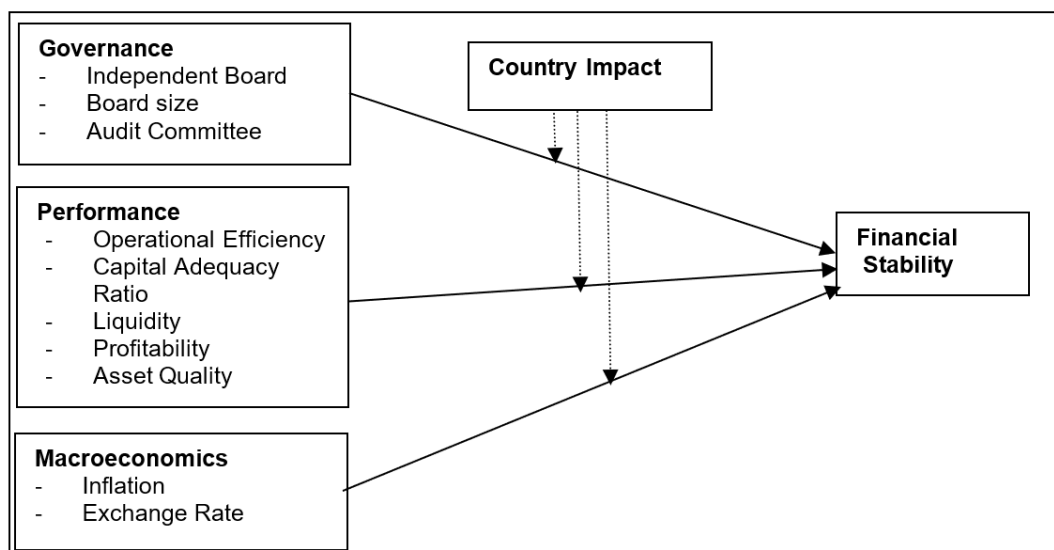 Governance
- Independent Board
- Board size
- Audit Committee
Country Impact
Performance
- Operational Efficiency
- Capital Adequacy
Ratio
- Liquidity
- Profitability
- Asset Quality
Financial
Stability
Macroeconomics
- Inflation
- Exchange Rate